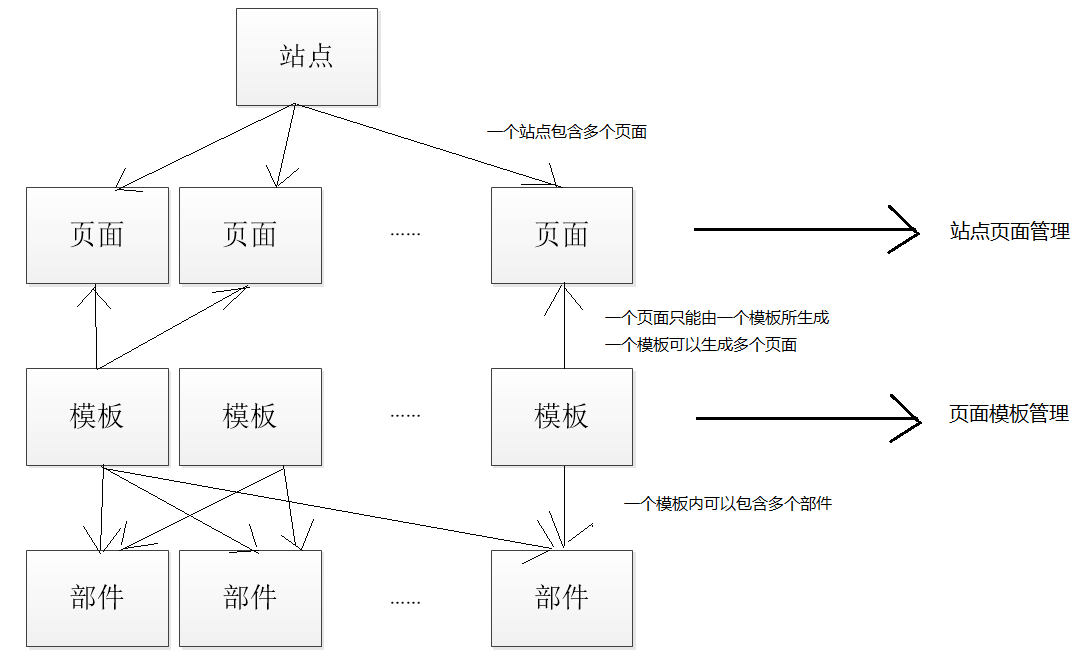 站点
一个站点包含多个页面
页面 页面 ...... 页面 站点页面管理
一个页面只能由一个模板所生成
一个模板可以生成多个页面
模板 模板 ...... 模板 页面模板管理
一个模板内可以包含多个部件
部件 部件 ...... 部件